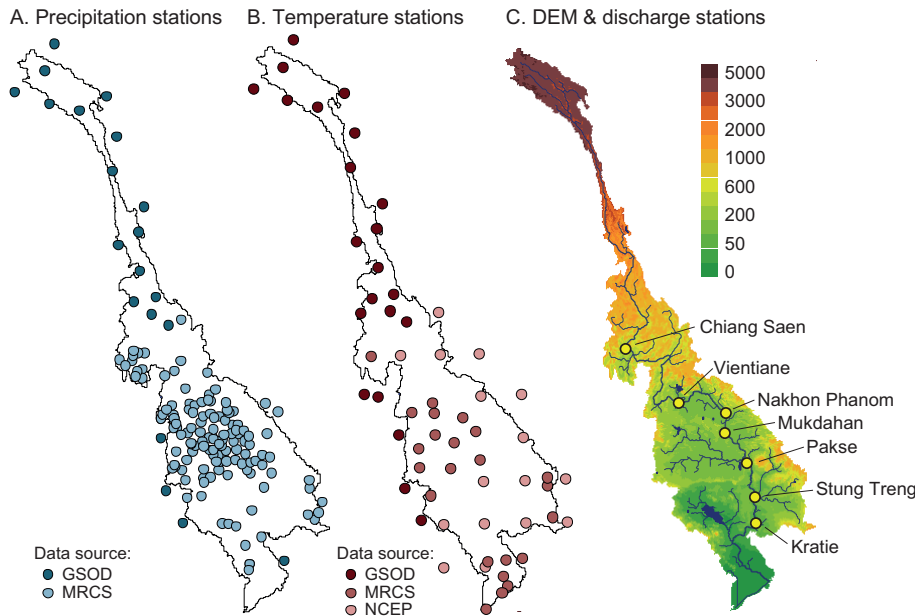 A. Precipitation stations
B. Temperature stations
C. DEM & discharge stations
5000
3000
2000
1000
600
200
50
0
Chiang Saen
Vientiane
Nakhon Phanom
Mukdahan
Pakse
Stung Treng
Kratie
Data source:
GSOD
MRCS
Data source:
GSOD
MRCS
NCEP